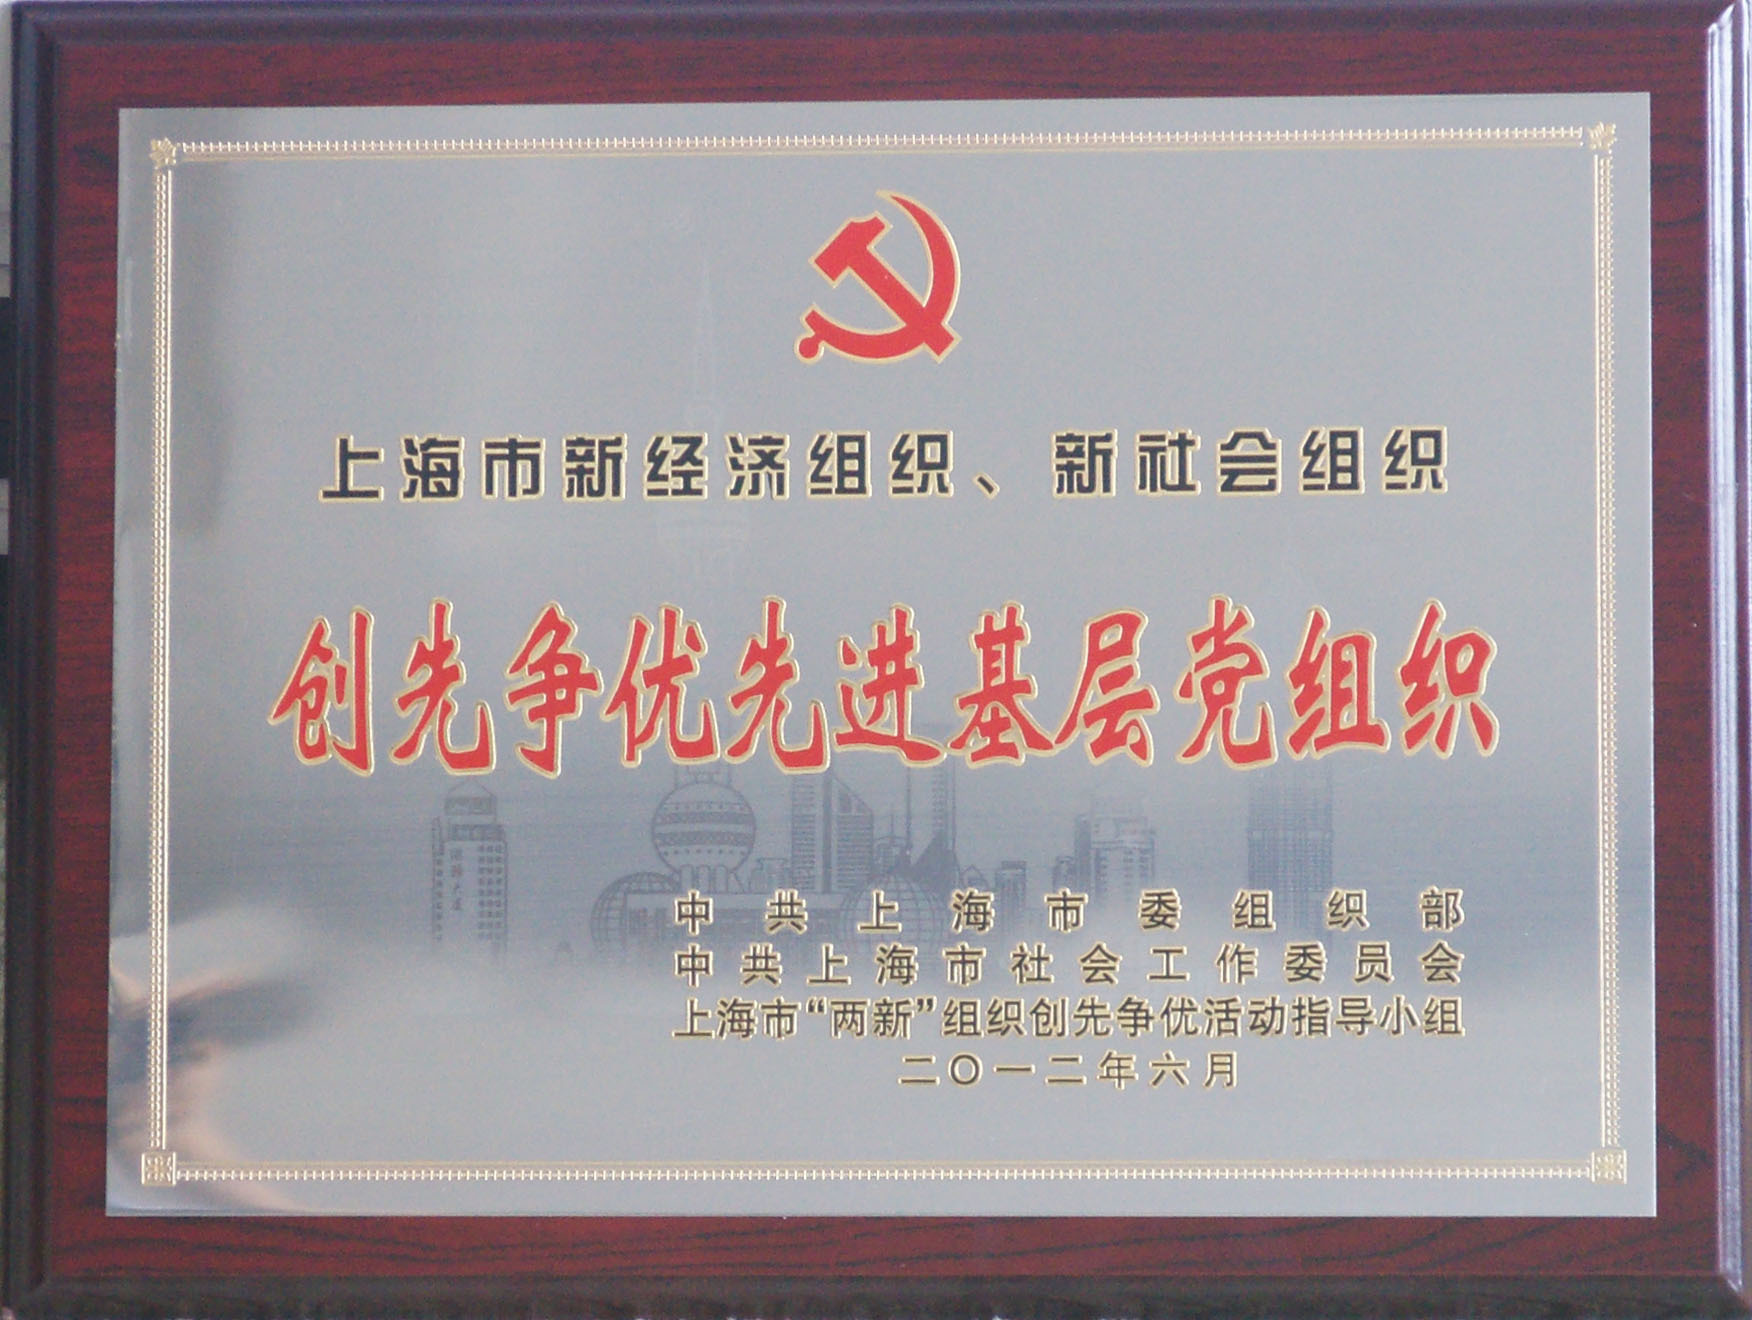 上海市新经济组织、新社会组织
创先争优先进基层党组织
中共上海市委组织部
中共上海市社会工作委员会
上海市“两新”组织创先争优活动指导小组
二〇一二年六月